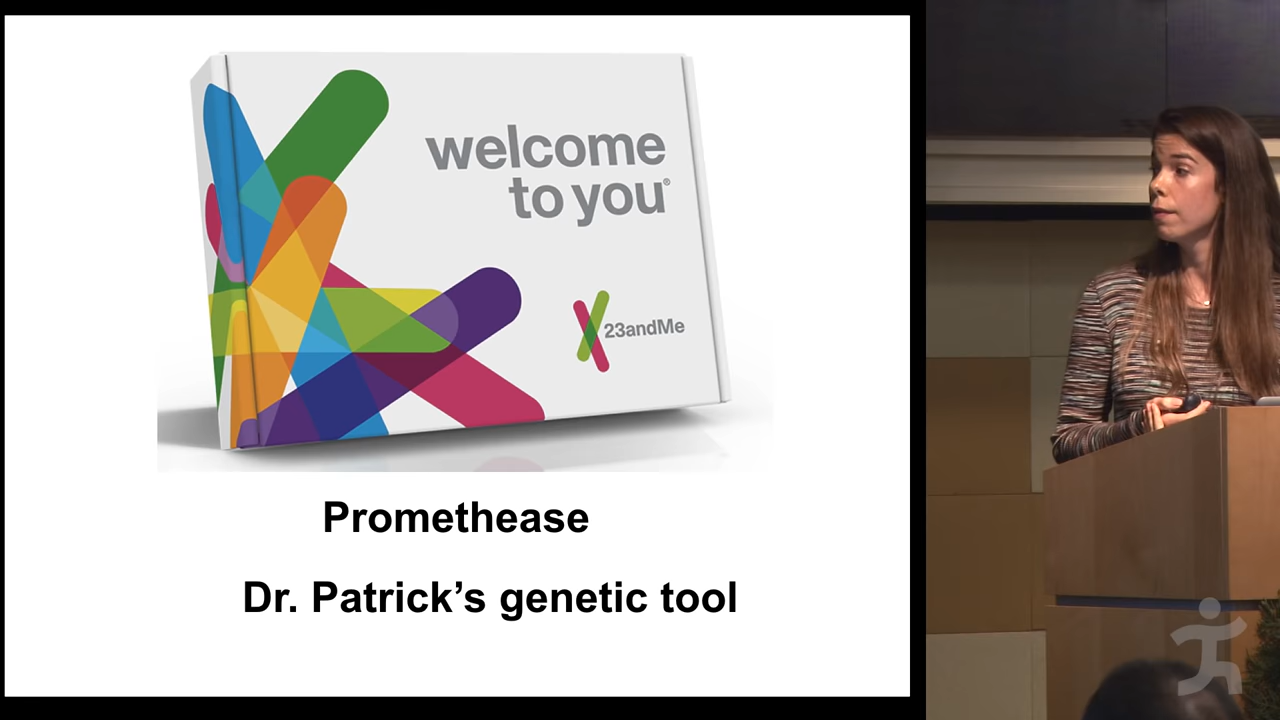 welcome
to you®
23andMe
Promethease
Dr. Patrick's genetic tool